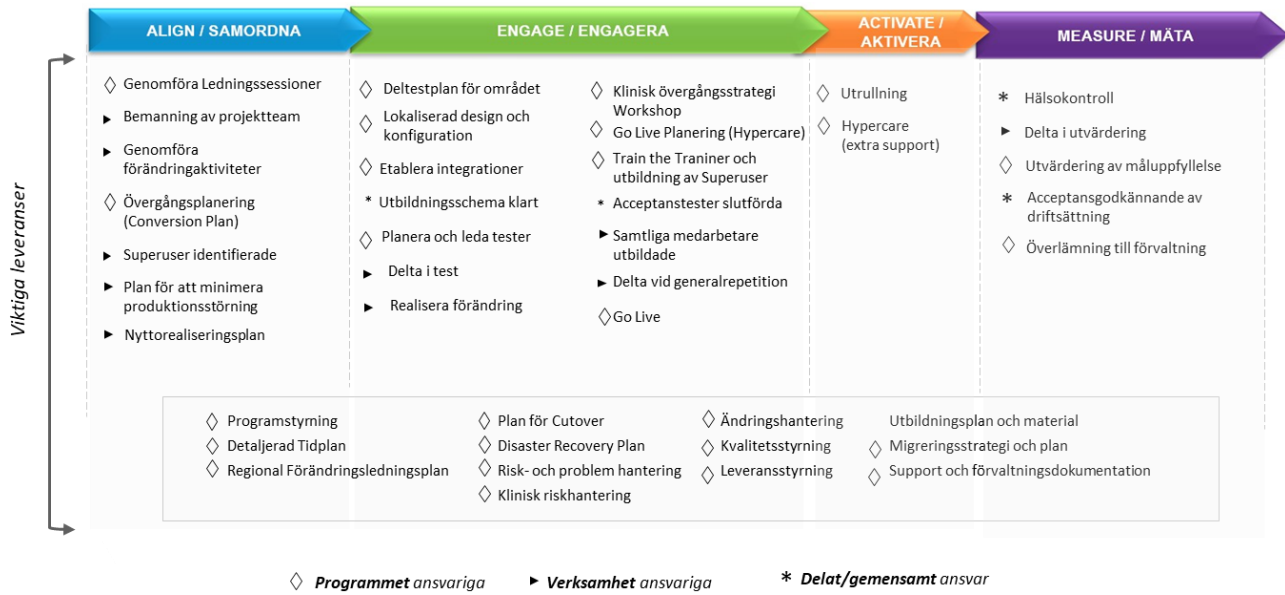 ALIGN / SAMORDNA
ENGAGE / ENGAGERA
ACTIVATE /
AKTIVERA
MEASURE / MÄTA
Viktiga leveranser
◊ Genomföra Ledningssessioner
► Bemanning av projektteam
► Genomföra
förändringaktiviteter
◊ Övergångsplanering
(Conversion Plan)
► Superuser identifierade
► Plan för att minimera
produktionsstörning
► Nyttorealiseringsplan
◊ Deltestplan för området
◊ Lokaliserad design och
konfiguration
◊ Etablera integrationer
* Utbildningsschema klart
◊ Planera och leda tester
► Delta i test
► Realisera förändring
◊ Klinisk övergångsstrategi
Workshop
◊ Go Live Planering (Hypercare)
◊ Train the Traniner och
utbildning av Superuser
* Acceptanstester slutförda
► Samtliga medarbetare
utbildade
► Delta vid generalrepetition
◊ Go Live
◊ Utrullning
◊ Hypercare
(extra support)
* Hälsokontroll
► Delta i utvärdering
◊ Utvärdering av måluppfyllelse
* Acceptansgodkännande av
driftsättning
◊ Överlämning till förvaltning
◊ Programstyrning
◊ Detaljerad Tidplan
◊ Regional Förändringsledningsplan
◊ Plan för Cutover
◊ Disaster Recovery Plan
◊ Risk- och problem hantering
◊ Klinisk riskhantering
◊ Ändringshantering
◊ Kvalitetsstyrning
◊ Leveransstyrning
Utbildningsplan och material
◊ Migreringsstrategi och plan
◊ Support och förvaltningsdokumentation
◊ Programmet ansvariga
► Verksamhet ansvariga
* Delat/gemensamt ansvar